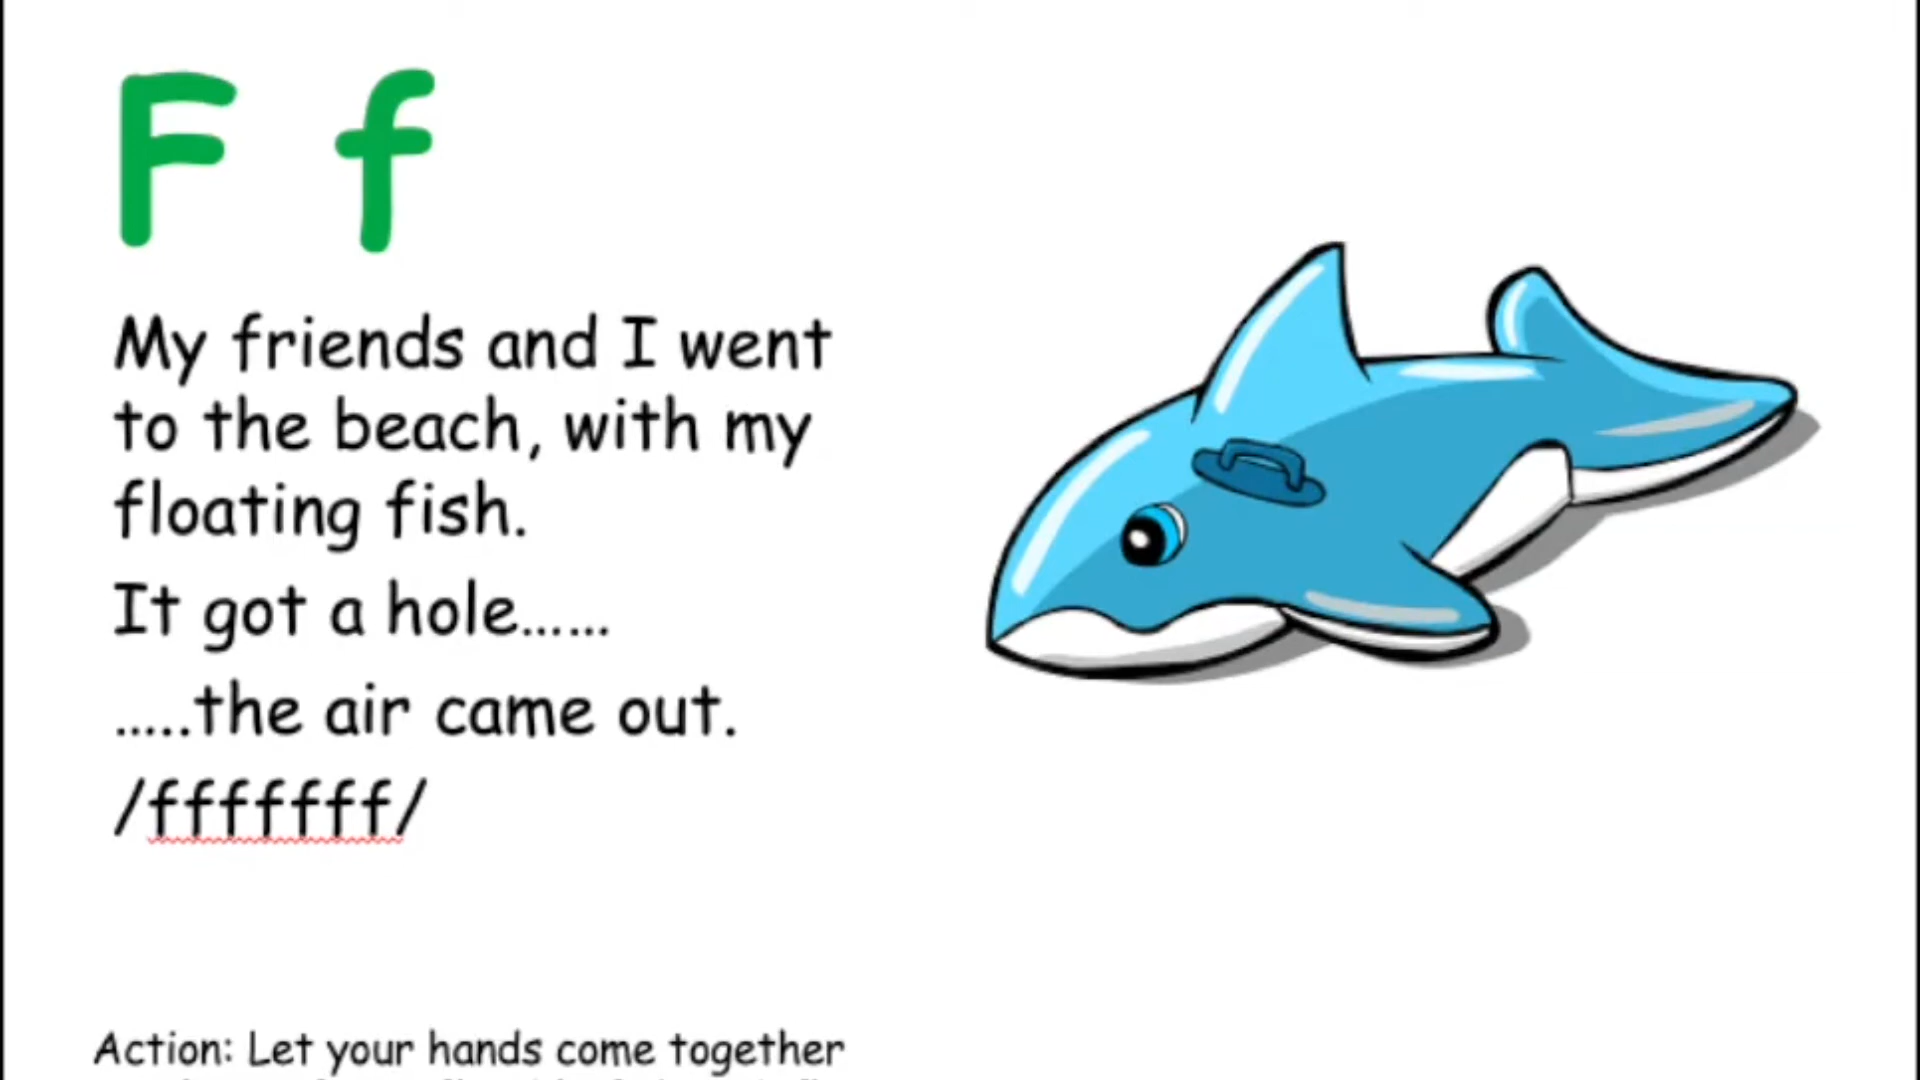 F f
My friends and I went
to the beach, with my
floating fish.
It got a hole......
.....the air came out.
/fffffff/
Action: Let your hands come together